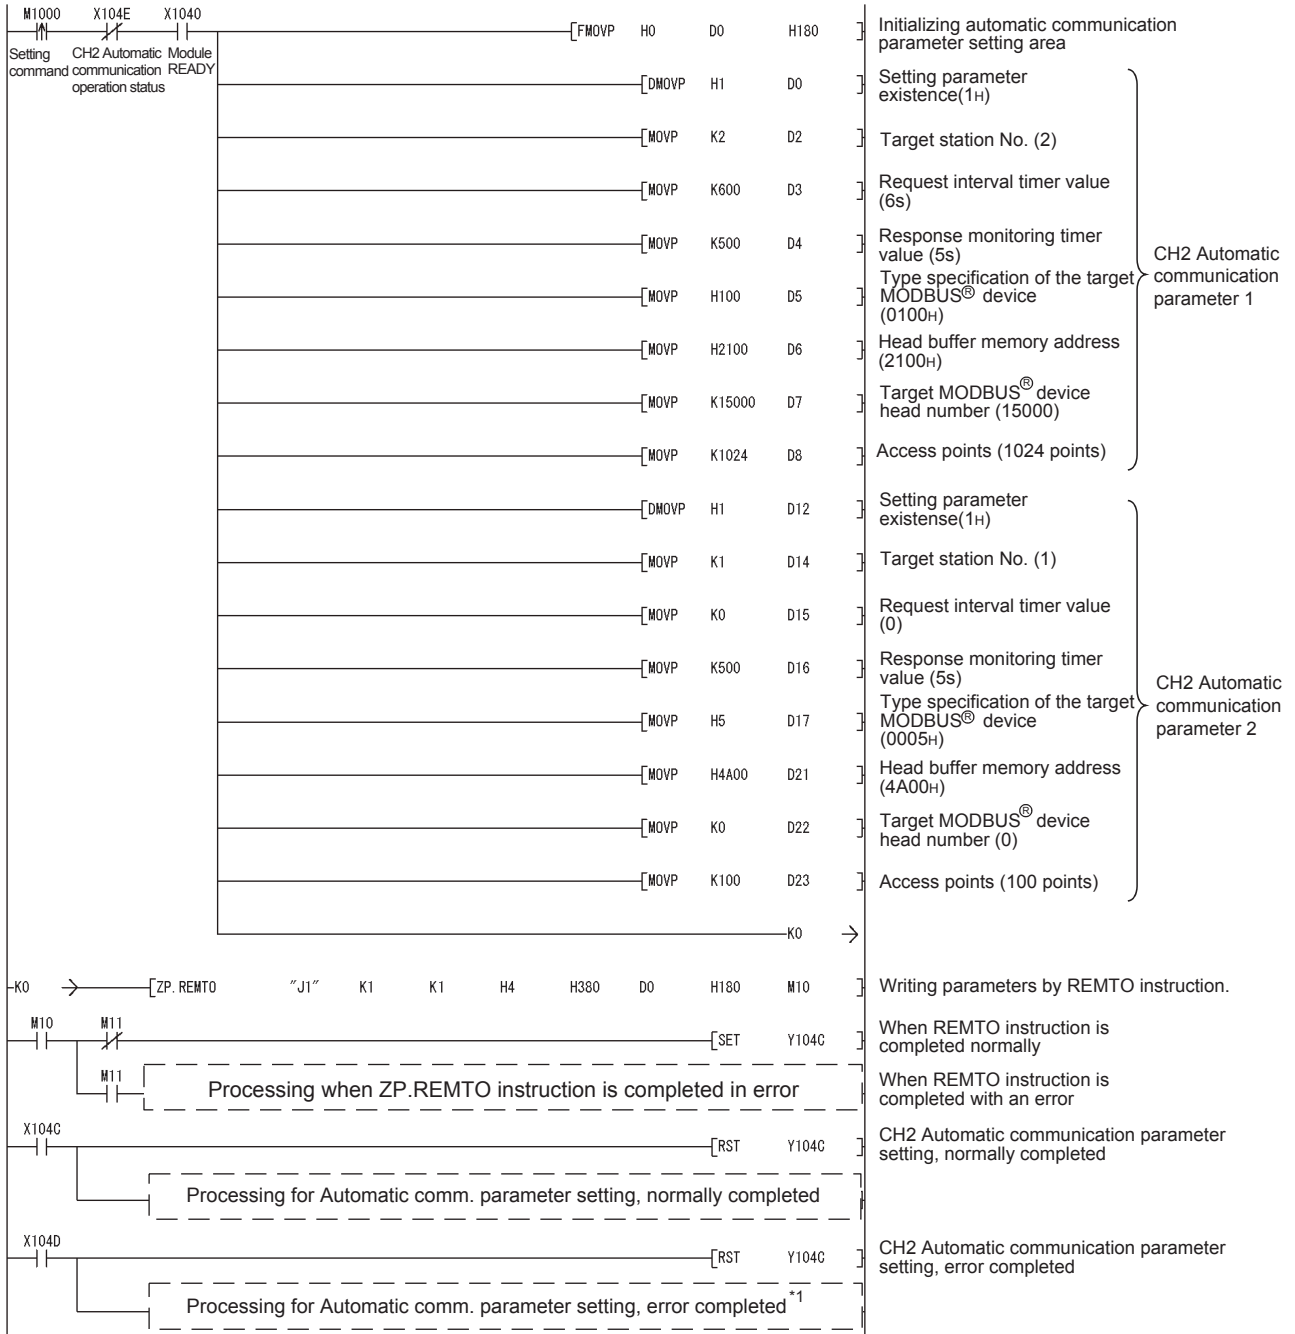 M1000 X104E X1040
Setting command
CH2 Automatic communication operation status
Module READY
FMOVP H0 D0 H180
Initializing automatic communication
parameter setting area
DMOVP H1 D0
Setting parameter
existence(1H)
MOVP K2 D2
Target station No. (2)
MOVP K600 D3
Request interval timer value
(6s)
MOVP K500 D4
Response monitoring timer
value (5s)
MOVP H100 D5
Type specification of the target
MODBUS® device
(0100H)
MOVP H2100 D6
Head buffer memory address
(2100H)
MOVP K15000 D7
Target MODBUS® device
head number (15000)
MOVP K1024 D8
Access points (1024 points)
CH2 Automatic
communication
parameter 1
DMOVP H1 D12
Setting parameter
existense(1H)
MOVP K1 D14
Target station No. (1)
MOVP K0 D15
Request interval timer value
(0)
MOVP K500 D16
Response monitoring timer
value (5s)
MOVP H5 D17
Type specification of the target
MODBUS® device
(0005H)
MOVP H4A00 D21
Head buffer memory address
(4A00H)
MOVP K0 D22
Target MODBUS® device
head number (0)
MOVP K100 D23
Access points (100 points)
CH2 Automatic
communication
parameter 2
K0
K0 ZP.REMTO "J1" K1 K1 H4 H380 D0 H180 M10
Writing parameters by REMTO instruction.
M10 M11
SET Y104C
When REMTO instruction is
completed normally
M11
Processing when ZP.REMTO instruction is completed in error
When REMTO instruction is
completed with an error
X104C
RST Y104C
CH2 Automatic communication parameter
setting, normally completed
Processing for Automatic comm. parameter setting, normally completed
X104D
RST Y104C
CH2 Automatic communication parameter
setting, error completed
Processing for Automatic comm. parameter setting, error completed *1